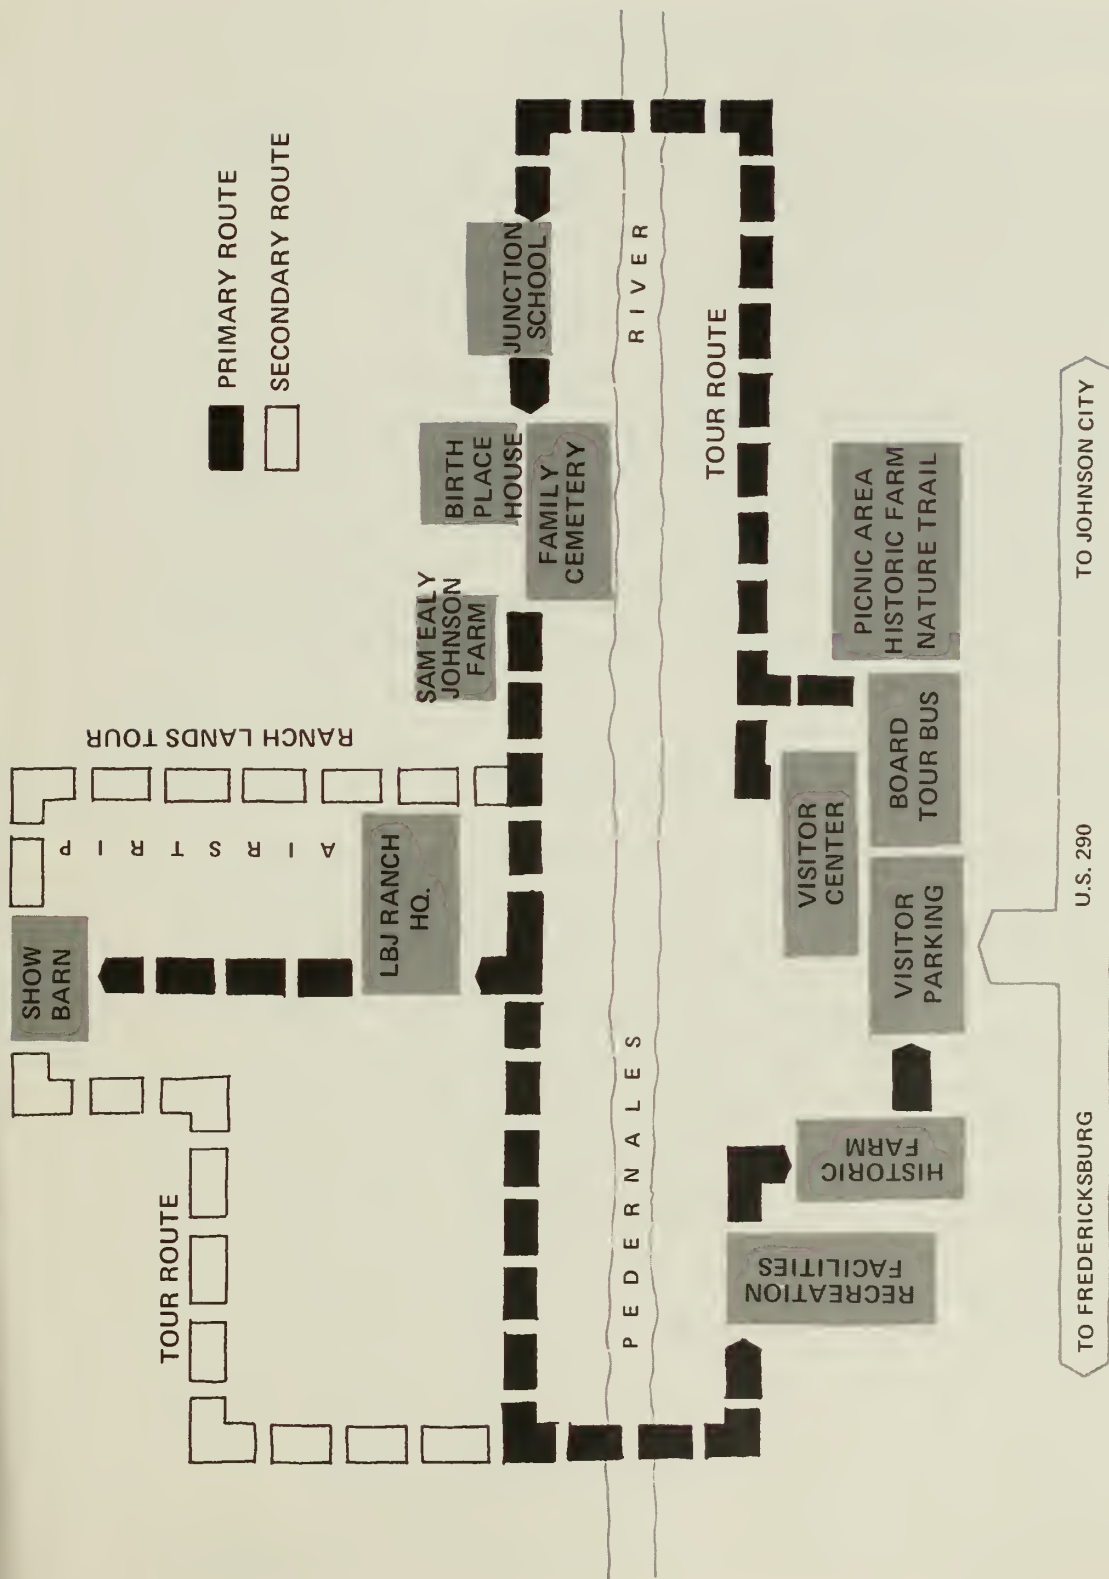 PRIMARY ROUTE
SECONDARY ROUTE
SHOW
BARN
AIRSTRIP
RANCH LANDS TOUR
TOUR ROUTE
LBJ RANCH
HQ.
SAM EALY
JOHNSON
FARM
BIRTH
PLACE
HOUSE
FAMILY
CEMETERY
JUNCTION
SCHOOL
PEDERNALES
RIVER
TOUR ROUTE
RECREATION
FACILITIES
HISTORIC
FARM
VISITOR
CENTER
VISITOR
PARKING
BOARD
TOUR BUS
PICNIC AREA
HISTORIC FARM
NATURE TRAIL
TO FREDERICKSBURG
U.S. 290
TO JOHNSON CITY